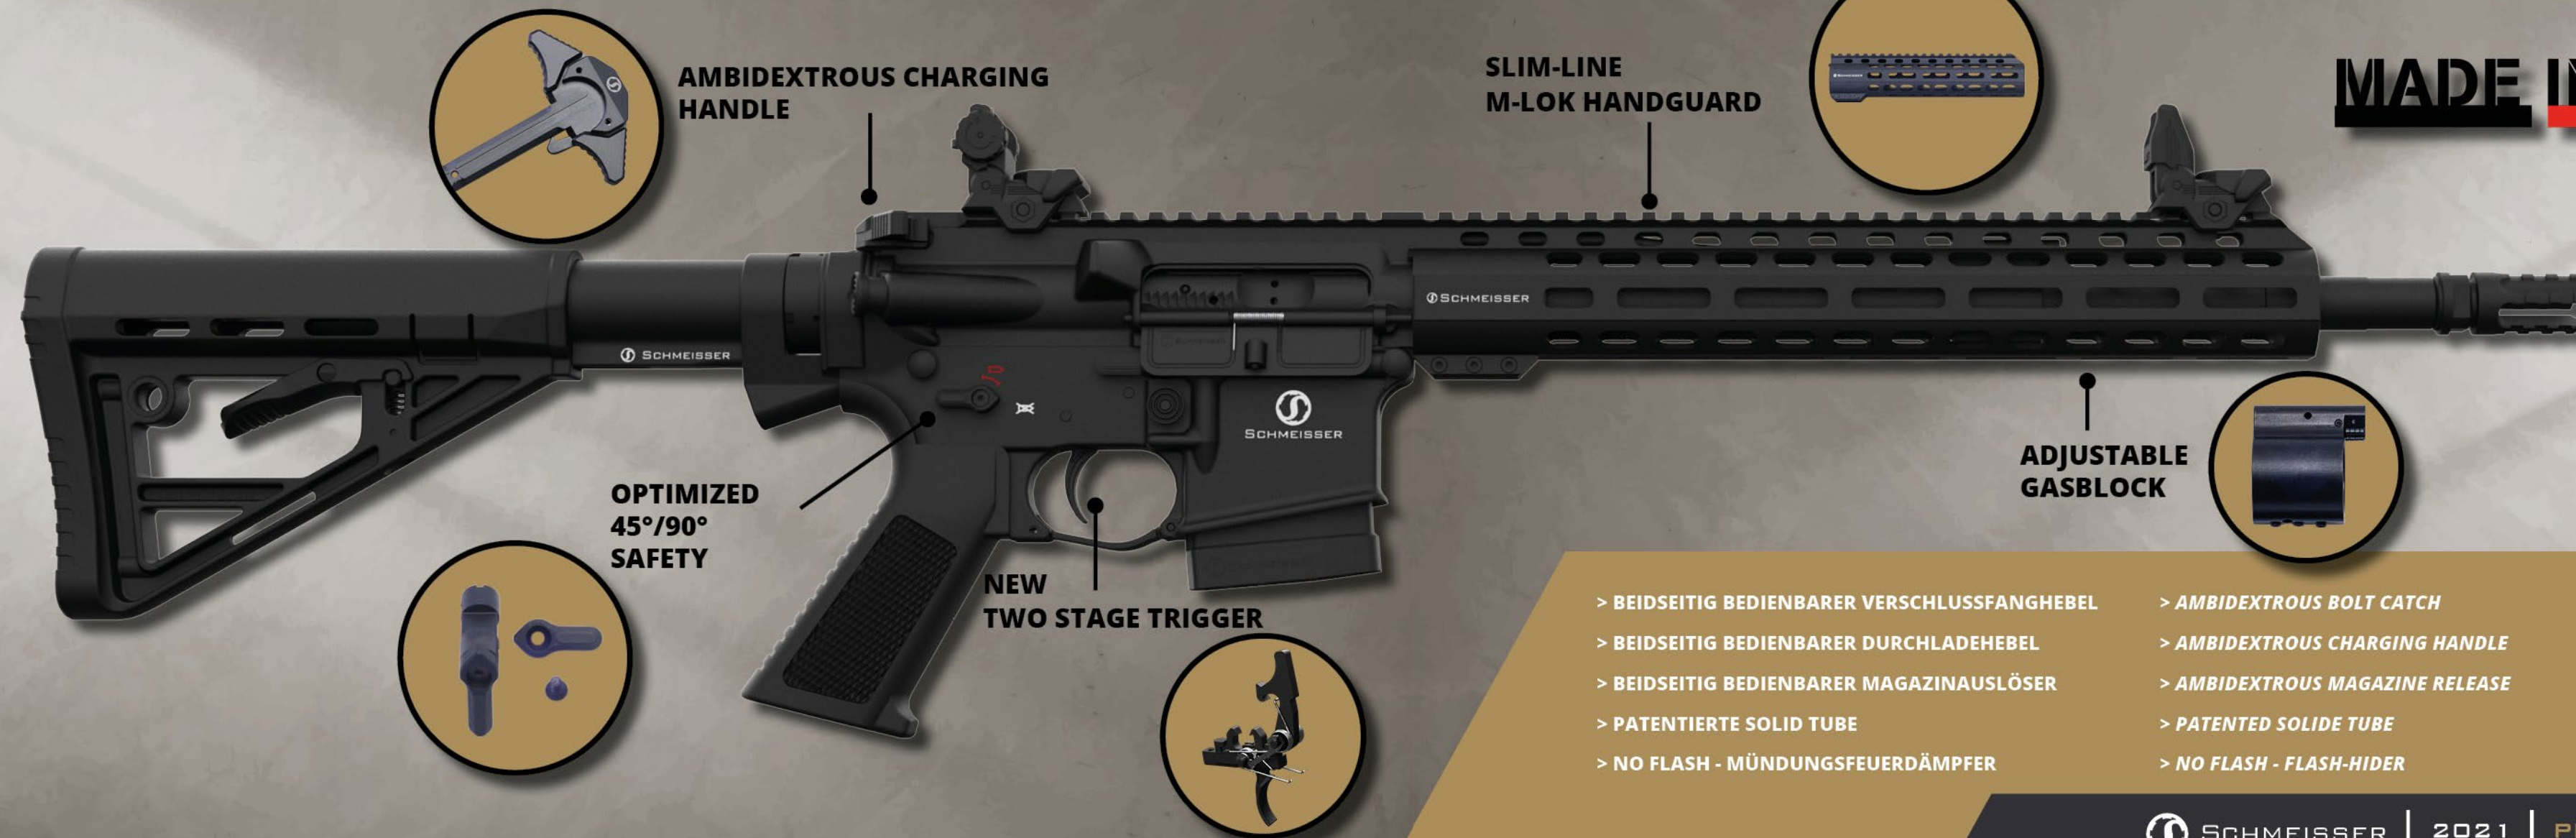 AMBIDEXTROUS CHARGING
HANDLE
SLIM-LINE
M-LOK HANDGUARD
MADE
SCHMEISSER
SCHMEISSER
SCHMEISSER
OPTIMIZED
45°/90°
SAFETY
NEW
TWO STAGE TRIGGER
ADJUSTABLE
GASBLOCK
> BEIDSEITIG BEDIENBARER VERSCHLUSSFANGHEBEL
> BEIDSEITIG BEDIENBARER DURCHLADEHEBEL
> BEIDSEITIG BEDIENBARER MAGAZINAUSLÖSER
> PATENTIERTE SOLID TUBE
> NO FLASH - MÜNDUNGSFEUERDÄMPFER
> AMBIDEXTROUS BOLT CATCH
> AMBIDEXTROUS CHARGING HANDLE
> AMBIDEXTROUS MAGAZINE RELEASE
> PATENTED SOLIDE TUBE
> NO FLASH - FLASH-HIDER
SCHMEISSER | 2021 |